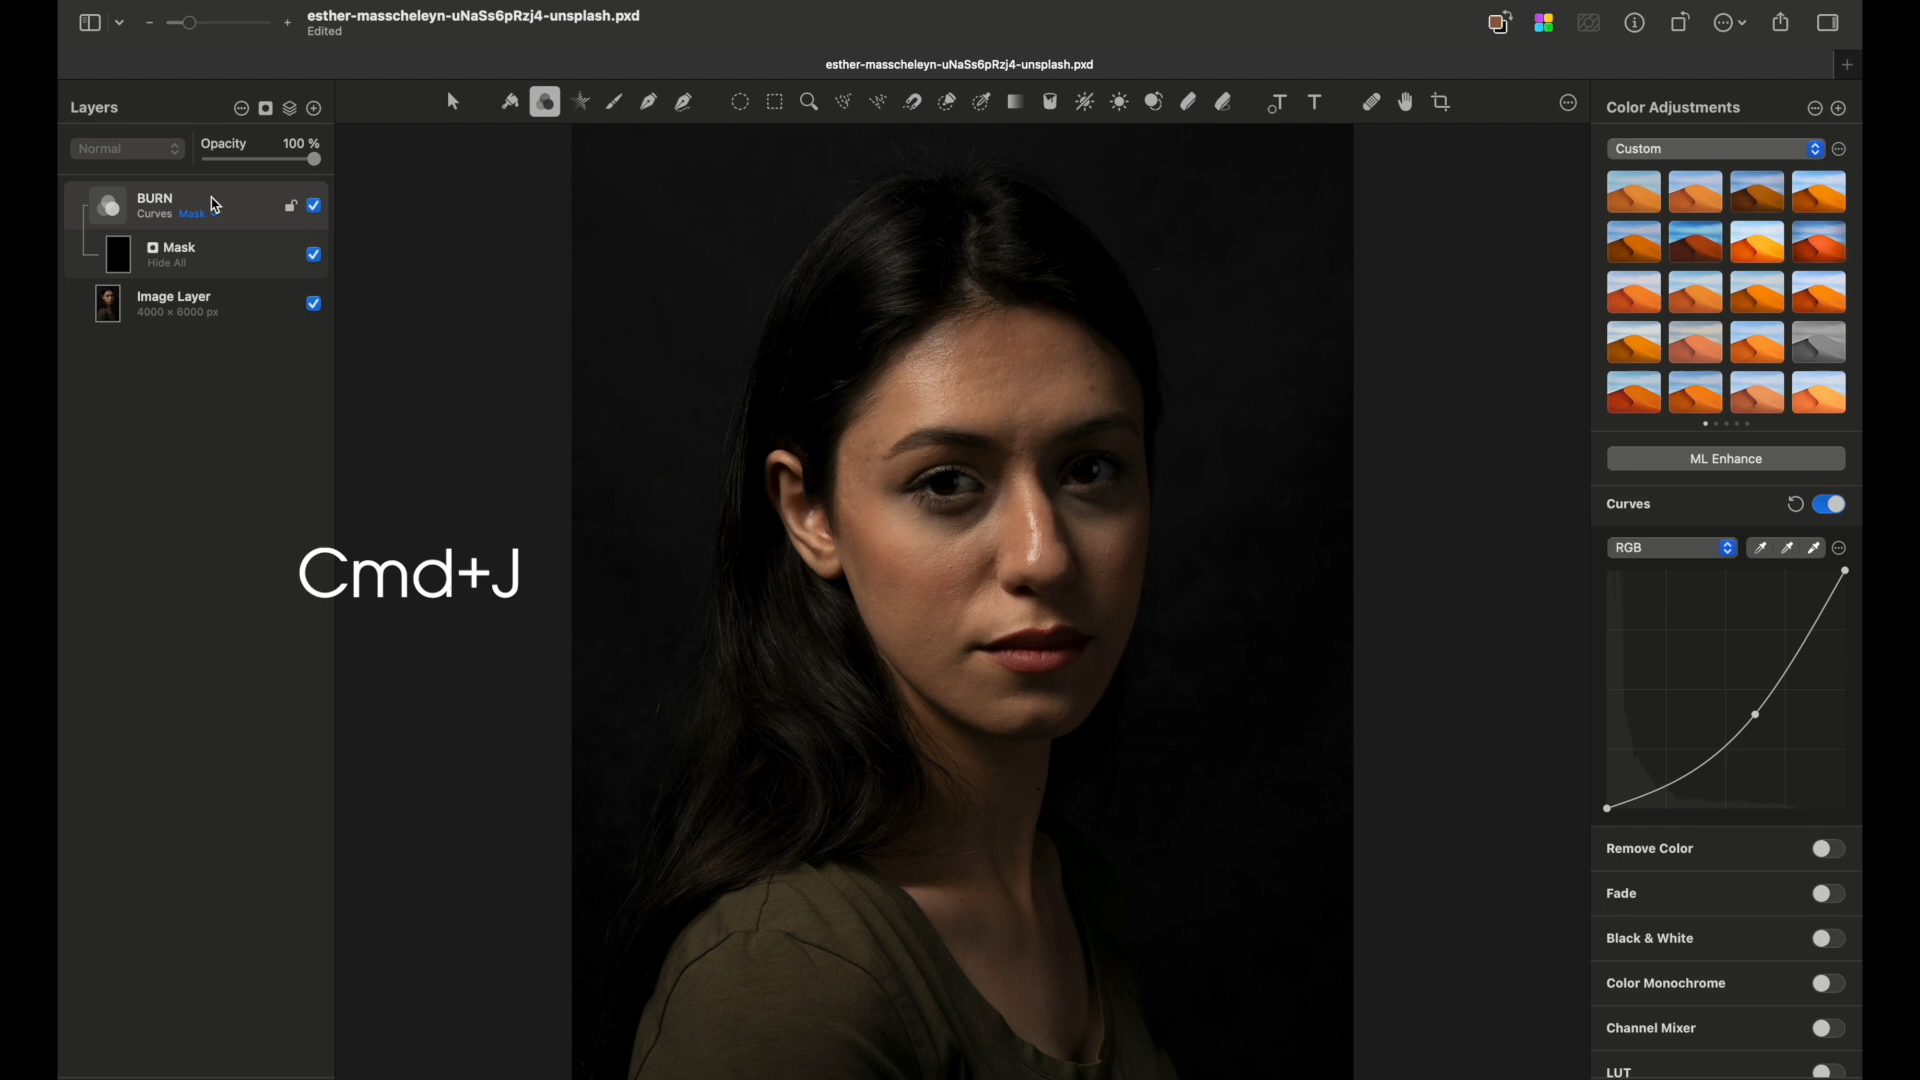 esther-masscheleyn-uNaSs6pRzj4-unsplash.pxd
Edited
esther-masscheleyn-uNaSs6pRzj4-unsplash.pxd
Layers
Normal
Opacity 100 %
BURN
Curves Mask
Mask
Hide All
Image Layer
4000 × 6000 px
Cmd+J
Color Adjustments
Custom
ML Enhance
Curves
RGB
Remove Color
Fade
Black & White
Color Monochrome
Channel Mixer
LUT